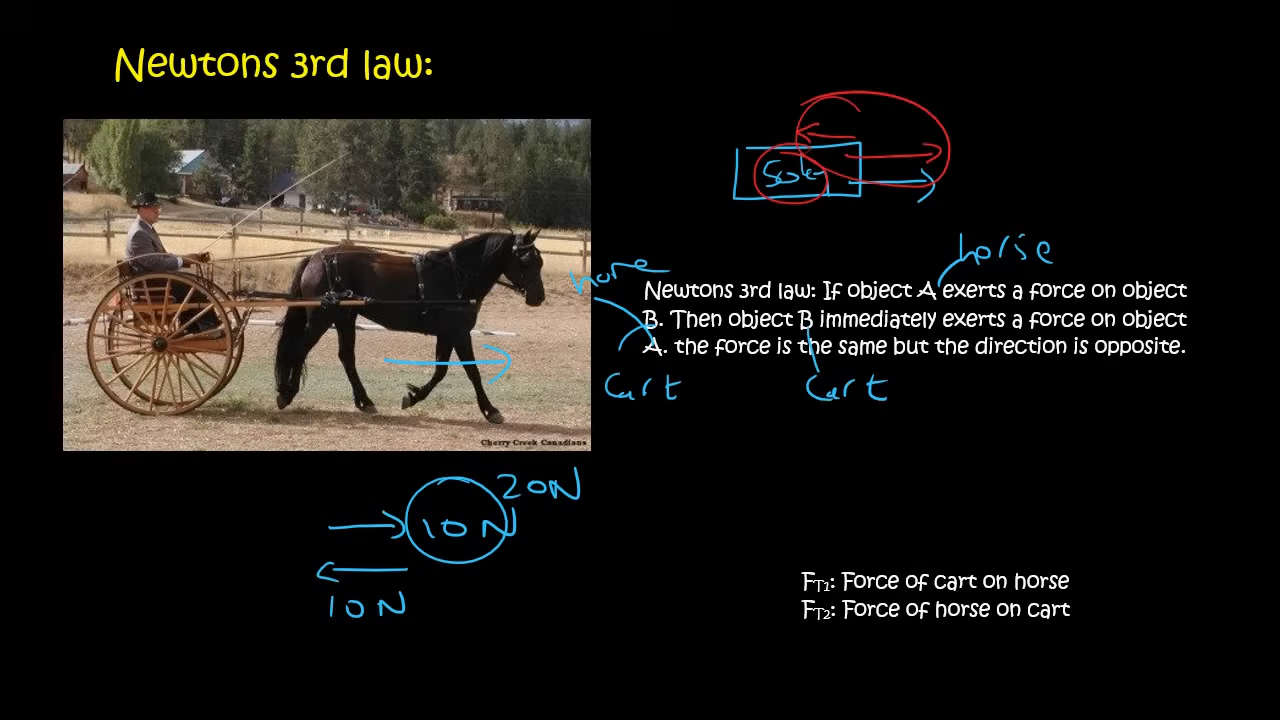 Newtons 3rd law:
horse
Newtons 3rd law: If object A exerts a force on object
B. Then object B immediately exerts a force on object
A. the force is the same but the direction is opposite.
cart
cart
Cherry Creek Canadians
20N
10 N
10 N
FT1: Force of cart on horse
FT2: Force of horse on cart